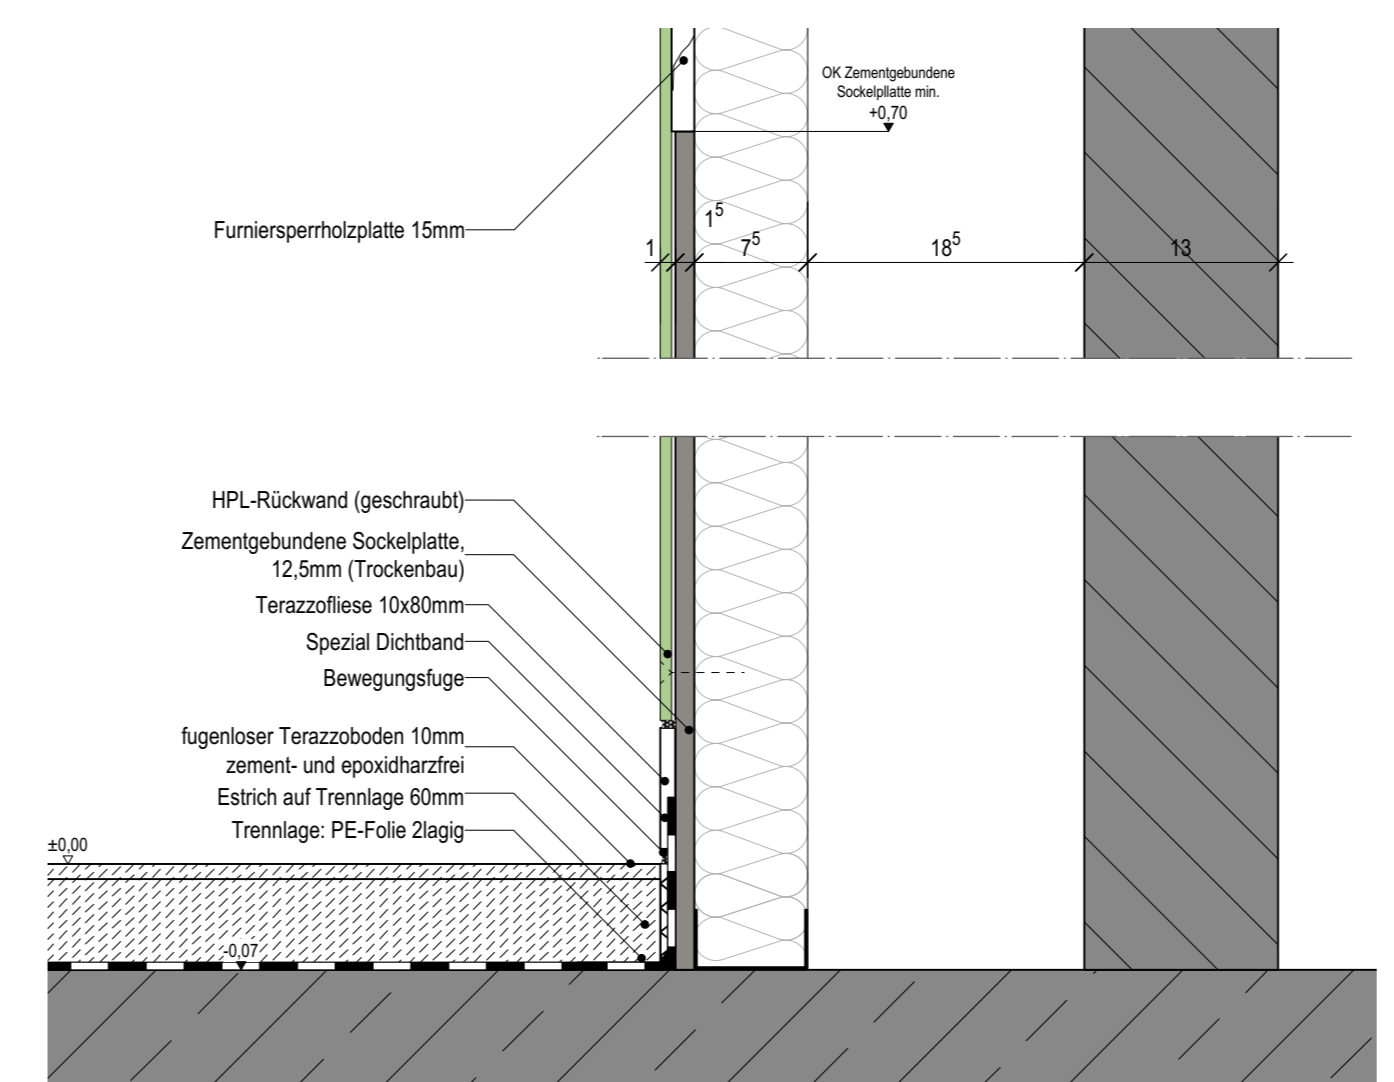 OK Zementgebundene
Sockelpllatte min.
+0,70
Furniersperrholzplatte 15mm
1 1⁵ 7⁵ 18⁵ 13
HPL-Rückwand (geschraubt)
Zementgebundene Sockelplatte,
12,5mm (Trockenbau)
Terazzofliese 10x80mm
Spezial Dichtband
Bewegungsfuge
fugenloser Terazzoboden 10mm
zement- und epoxidharzfrei
Estrich auf Trennlage 60mm
Trennlage: PE-Folie 2lagig
±0,00
-0,07